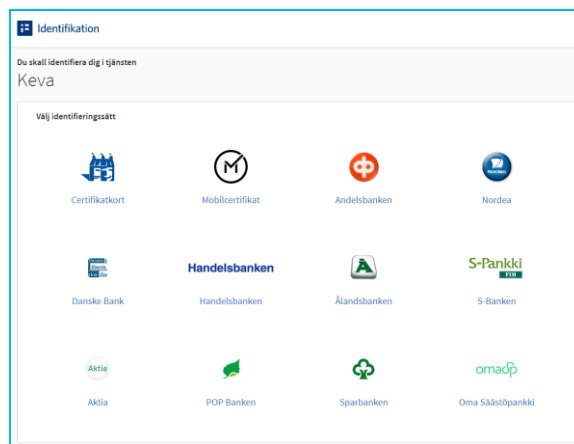 Identifikation
Du skall identifiera dig i tjänsten
Keva
Välj identifieringssätt
Certifikatkort
Mobilcertifikat
Andelsbanken
Nordea
Nordea
Handelsbanken
S-Pankki
FIM
Danske Bank
Handelsbanken
Ålandsbanken
S-Banken
Aktia
omasp
Aktia
POP Banken
Sparbanken
Oma Säästöpankki